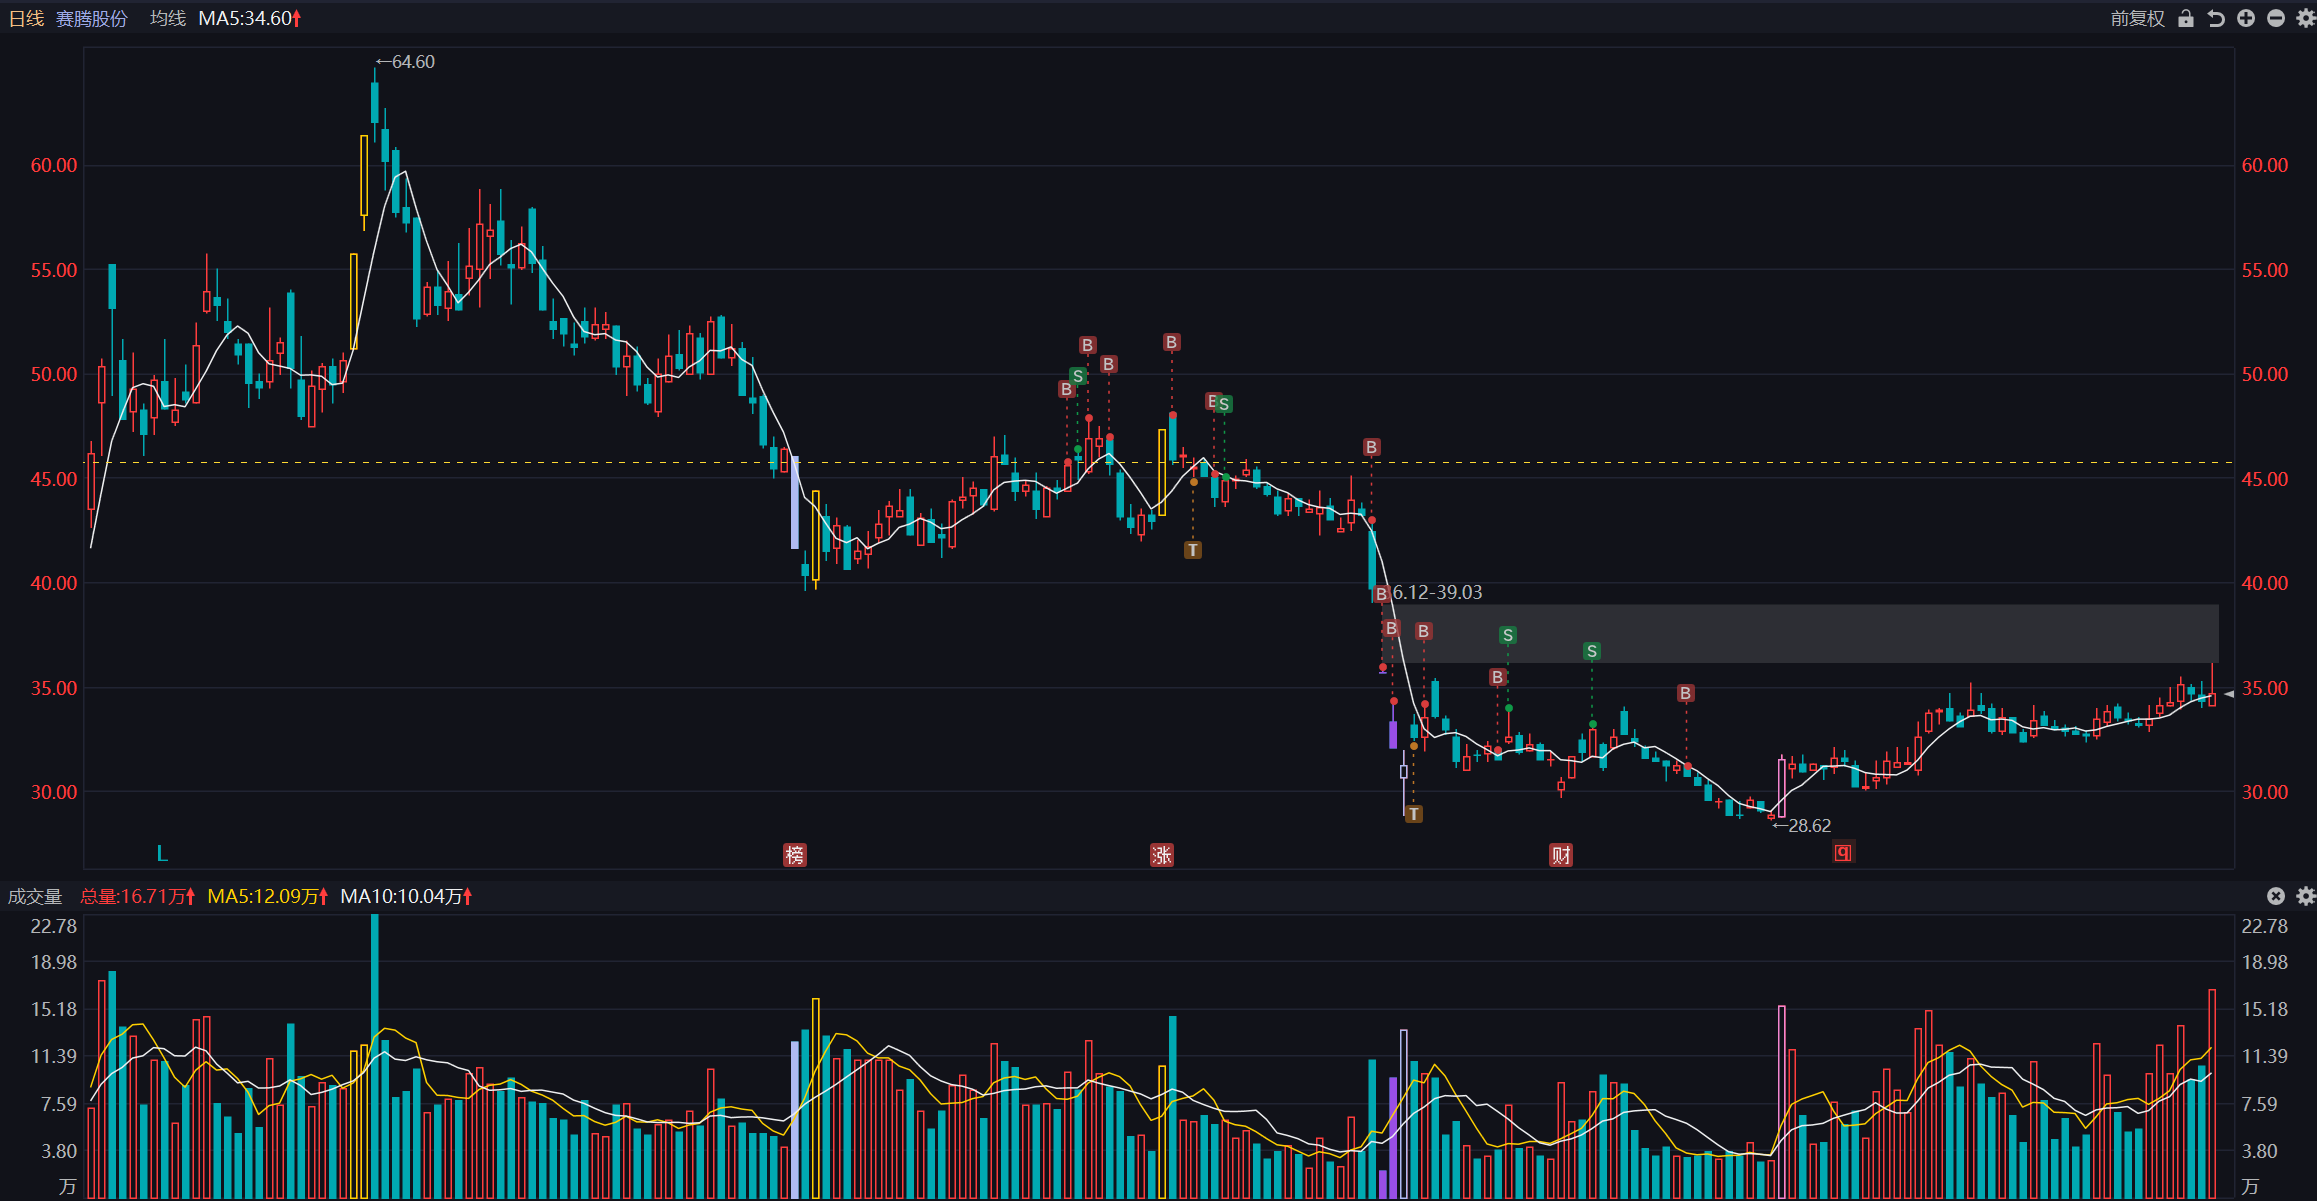 日线 赛腾股份 均线 MA5:34.60↑ 前复权
←64.60
60.00 60.00
55.00 55.00
50.00 50.00
45.00 45.00
40.00 40.00
35.00 35.00
30.00 30.00
B
B
B
S
B
B S
B
T
B
B 6.12-39.03
B B
S
S
B
B
T
←28.62
L 榜 涨 财 q
成交量 总量:16.71万↑ MA5:12.09万↑ MA10:10.04万↑
22.78 22.78
18.98 18.98
15.18 15.18
11.39 11.39
7.59 7.59
3.80 3.80
万 万